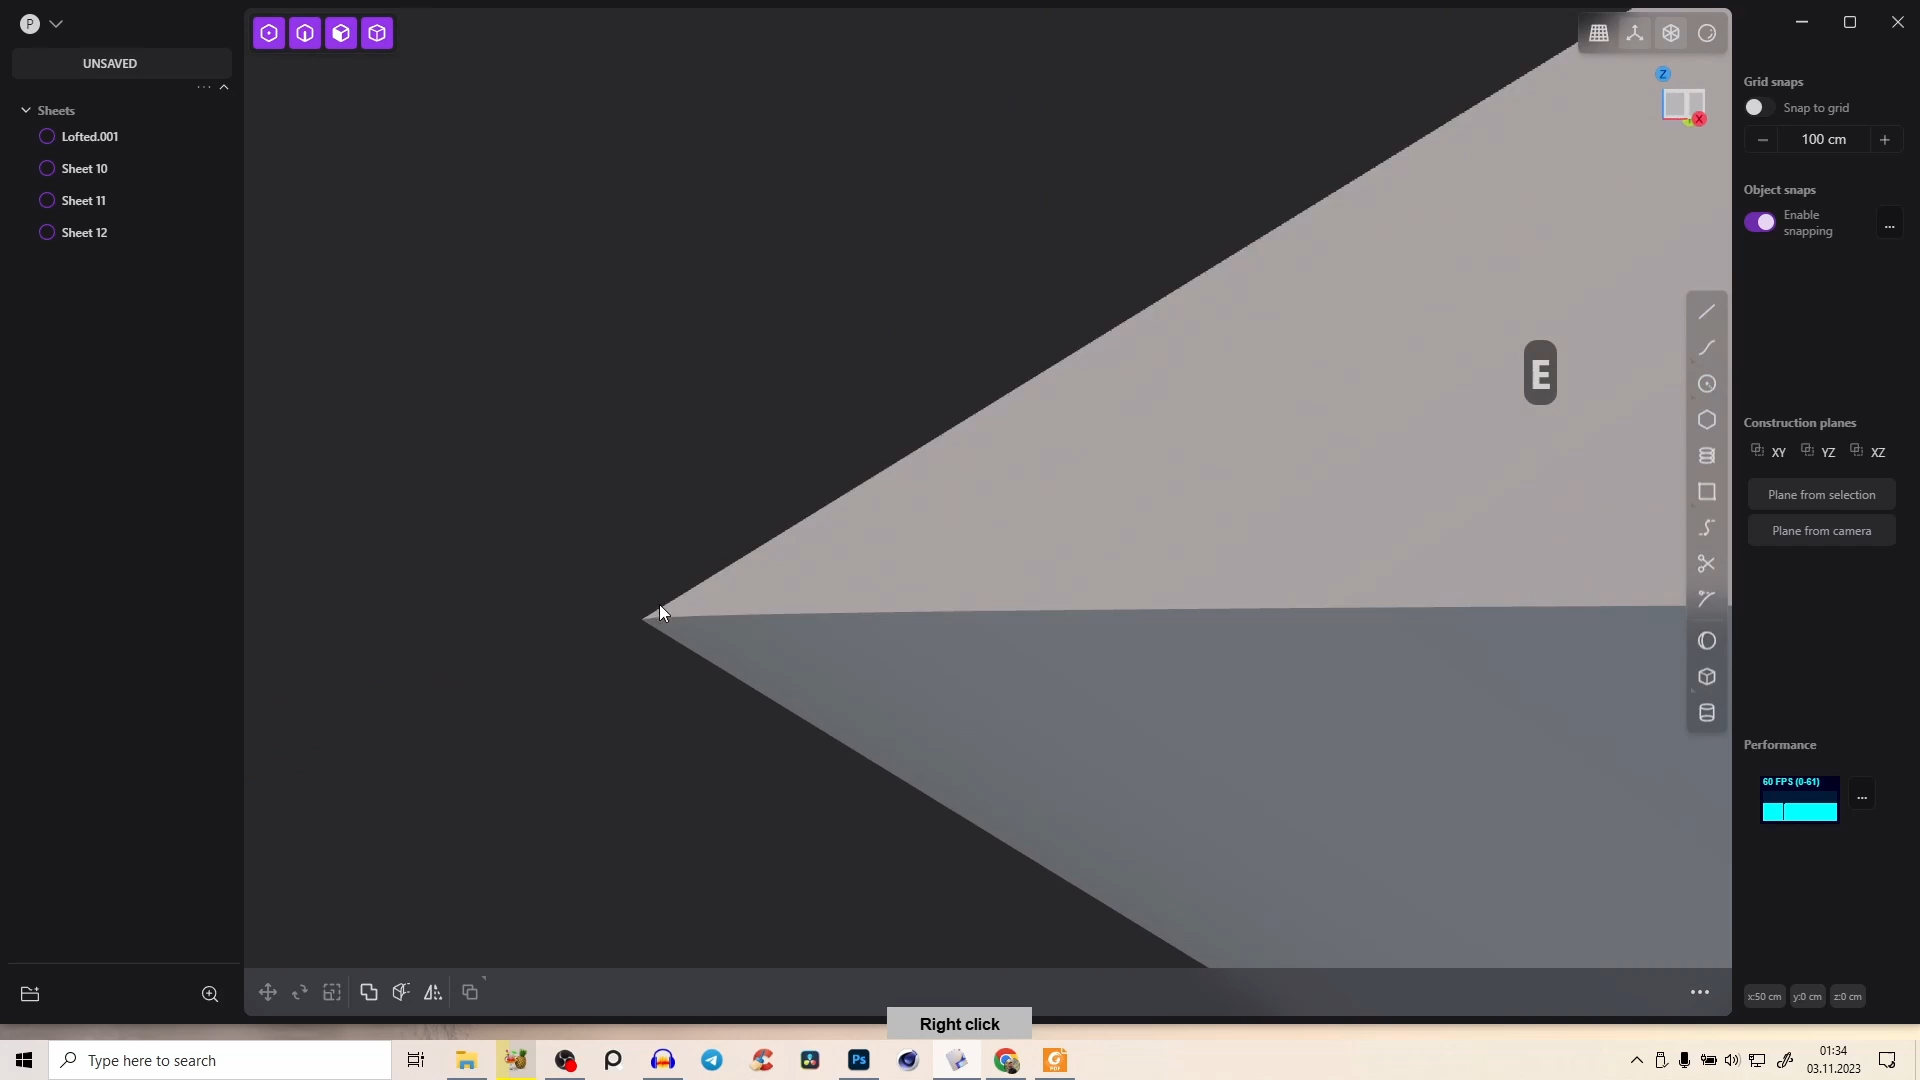 P
UNSAVED
Sheets
Lofted.001
Sheet 10
Sheet 11
Sheet 12
Z
X
E
Grid snaps
Snap to grid
100 cm
Object snaps
Enable
snapping
...
Construction planes
XY
YZ
XZ
Plane from selection
Plane from camera
Performance
60 FPS (0-61)
...
x:50 cm
y:0 cm
z:0 cm
Right click
Type here to search
Ps
PDF
01:34
03.11.2023